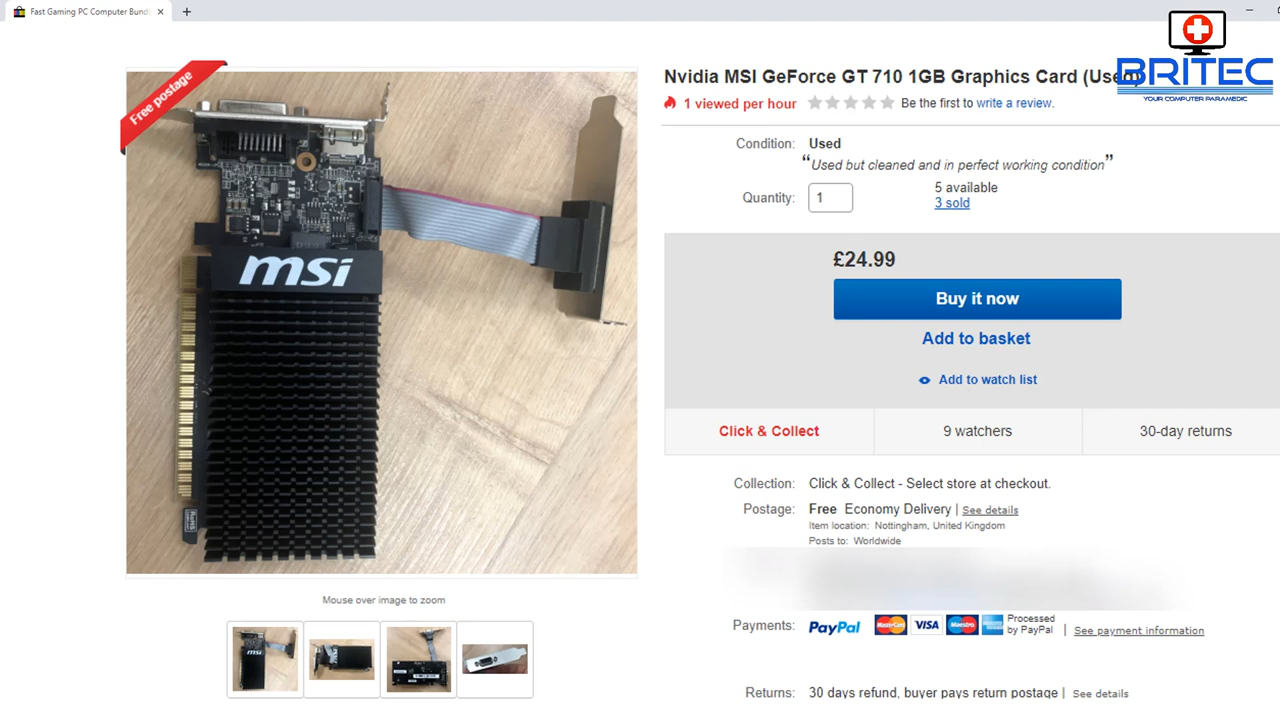 Fast Gaming PC Computer Bundl
BRITEC
YOUR COMPUTER PARAMEDIC
Free postage
msi
RoHS
Nvidia MSI GeForce GT 710 1GB Graphics Card (Used)
1 viewed per hour
Be the first to write a review.
Condition: Used
“Used but cleaned and in perfect working condition”
Quantity: 1
5 available
3 sold
£24.99
Buy it now
Add to basket
Add to watch list
Click & Collect
9 watchers
30-day returns
Collection: Click & Collect - Select store at checkout.
Postage: Free Economy Delivery | See details
Item location: Nottingham, United Kingdom
Posts to: Worldwide
Payments: PayPal MasterCard VISA Maestro Processed by PayPal | See payment information
Returns: 30 days refund, buyer pays return postage | See details
Mouse over image to zoom
msi